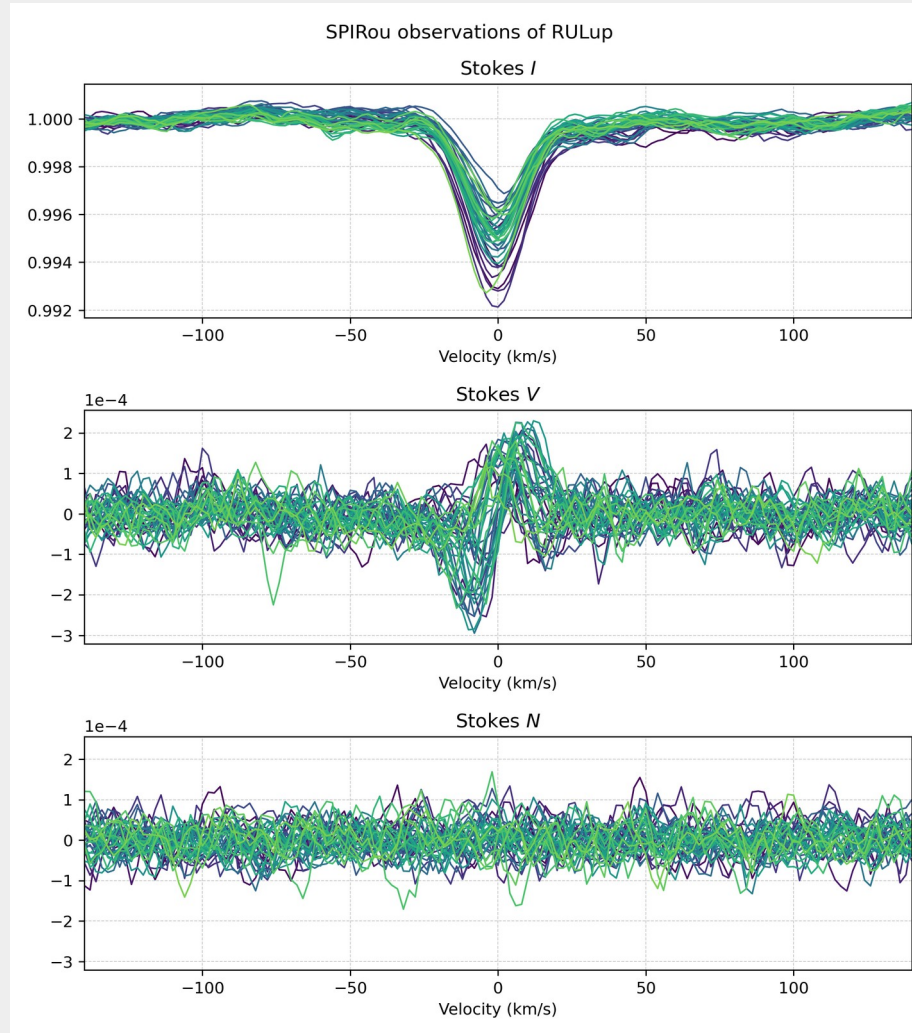 SPIRou observations of RULup
Stokes I
1.000
0.998
0.996
0.994
0.992
−100 −50 0 50 100
Velocity (km/s)
Stokes V
1e−4
2
1
0
−1
−2
−3
−100 −50 0 50 100
Velocity (km/s)
Stokes N
1e−4
2
1
0
−1
−2
−3
−100 −50 0 50 100
Velocity (km/s)